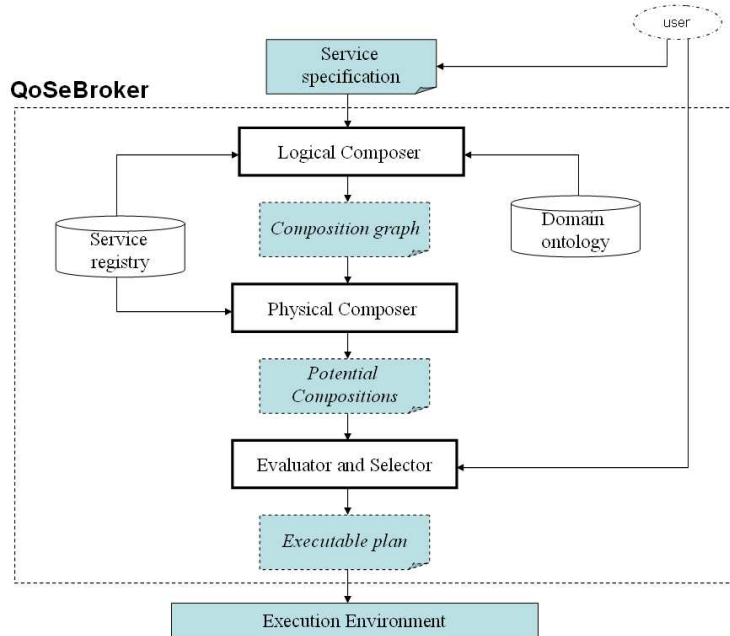 user
Service
specification
QoSeBroker
Logical Composer
Composition graph
Service
registry
Domain
ontology
Physical Composer
Potential
Compositions
Evaluator and Selector
Executable plan
Execution Environment